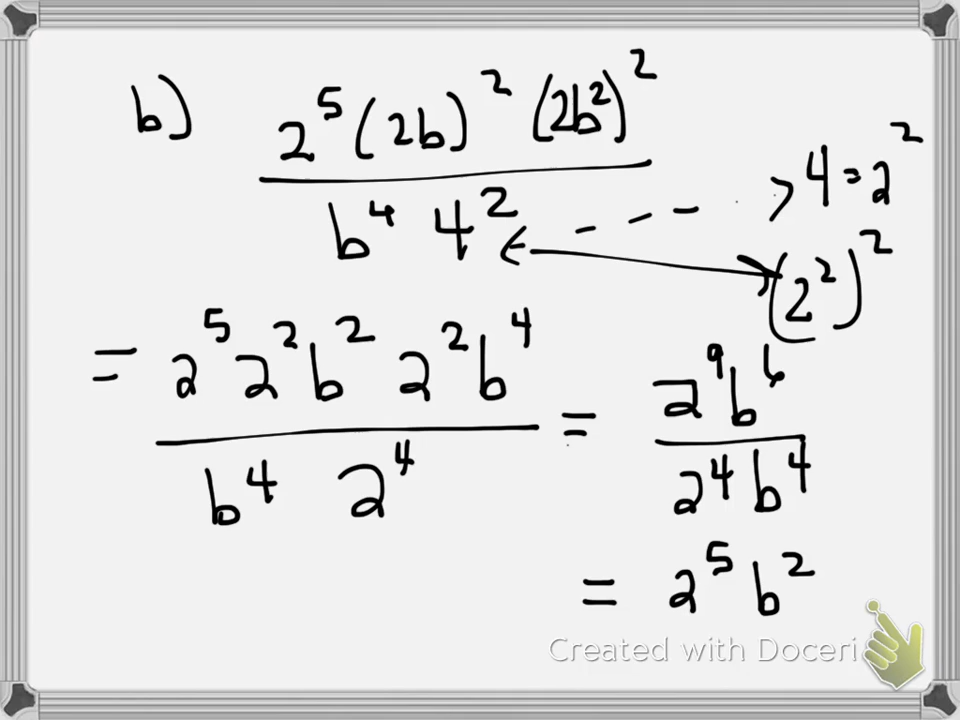 b) 2^5 (2b)^2 (2b^2)^2
b^4 4^2
> 4 = 2^2
(2^2)^2
= 2^5 2^2 b^2 2^2 b^4
b^4 2^4
= 2^9 b^6
2^4 b^4
= 2^5 b^2
Created with Doceri